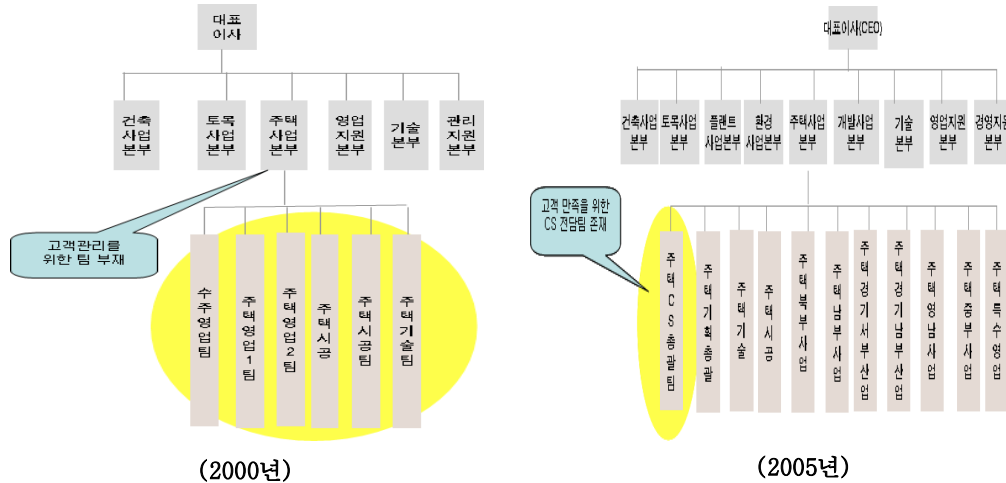 대표
이사
건축
사업
본부
토목
사업
본부
주택
사업
본부
영업
지원
본부
기술
본부
관리
지원
본부
고객관리를
위한 팀 부재
수주영업팀
주택영업1팀
주택영업2팀
주택시공
주택시공팀
주택기술팀
(2000년)
대표이사(CEO)
건축사업
본부
토목사업
본부
플랜트
사업본부
환경
사업본부
주택사업
본부
개발사업
본부
기술
본부
영업지원
본부
경영지원
본부
고객 만족을 위한
CS 전담팀 존재
주택CS총괄팀
주택기획총괄
주택기술
주택시공
주택북부사업
주택남부사업
주택경기서부산업
주택경기남부산업
주택영남사업
주택중부사업
주택특수영업
(2005년)